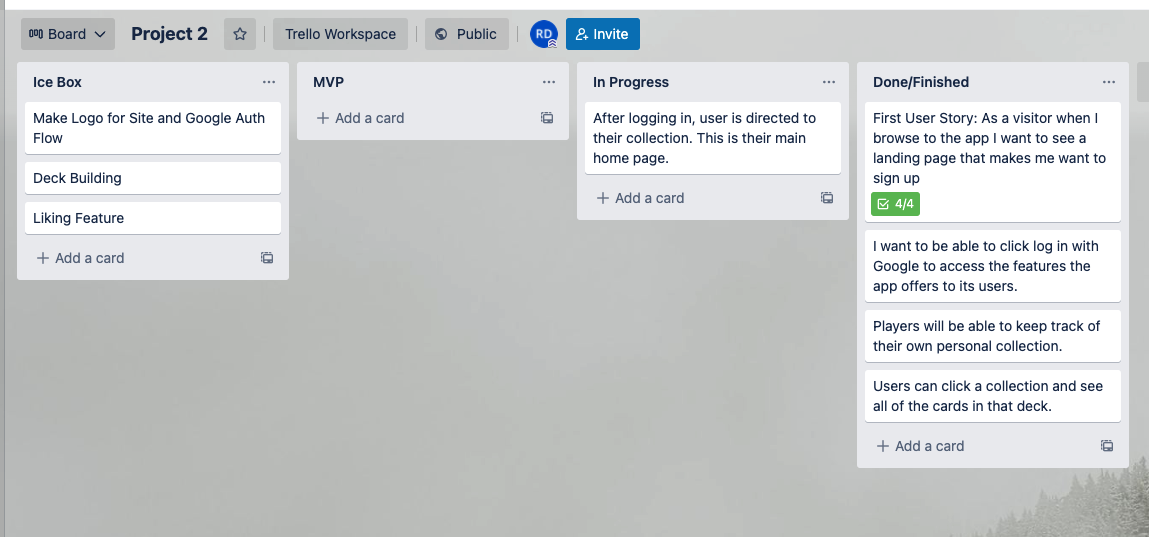 Board
Project 2
Trello Workspace
Public
RD
Invite
Ice Box
Make Logo for Site and Google Auth
Flow
Deck Building
Liking Feature
+ Add a card
MVP
+ Add a card
In Progress
After logging in, user is directed to
their collection. This is their main
home page.
+ Add a card
Done/Finished
First User Story: As a visitor when I
browse to the app I want to see a
landing page that makes me want to
sign up
4/4
I want to be able to click log in with
Google to access the features the
app offers to its users.
Players will be able to keep track of
their own personal collection.
Users can click a collection and see
all of the cards in that deck.
+ Add a card